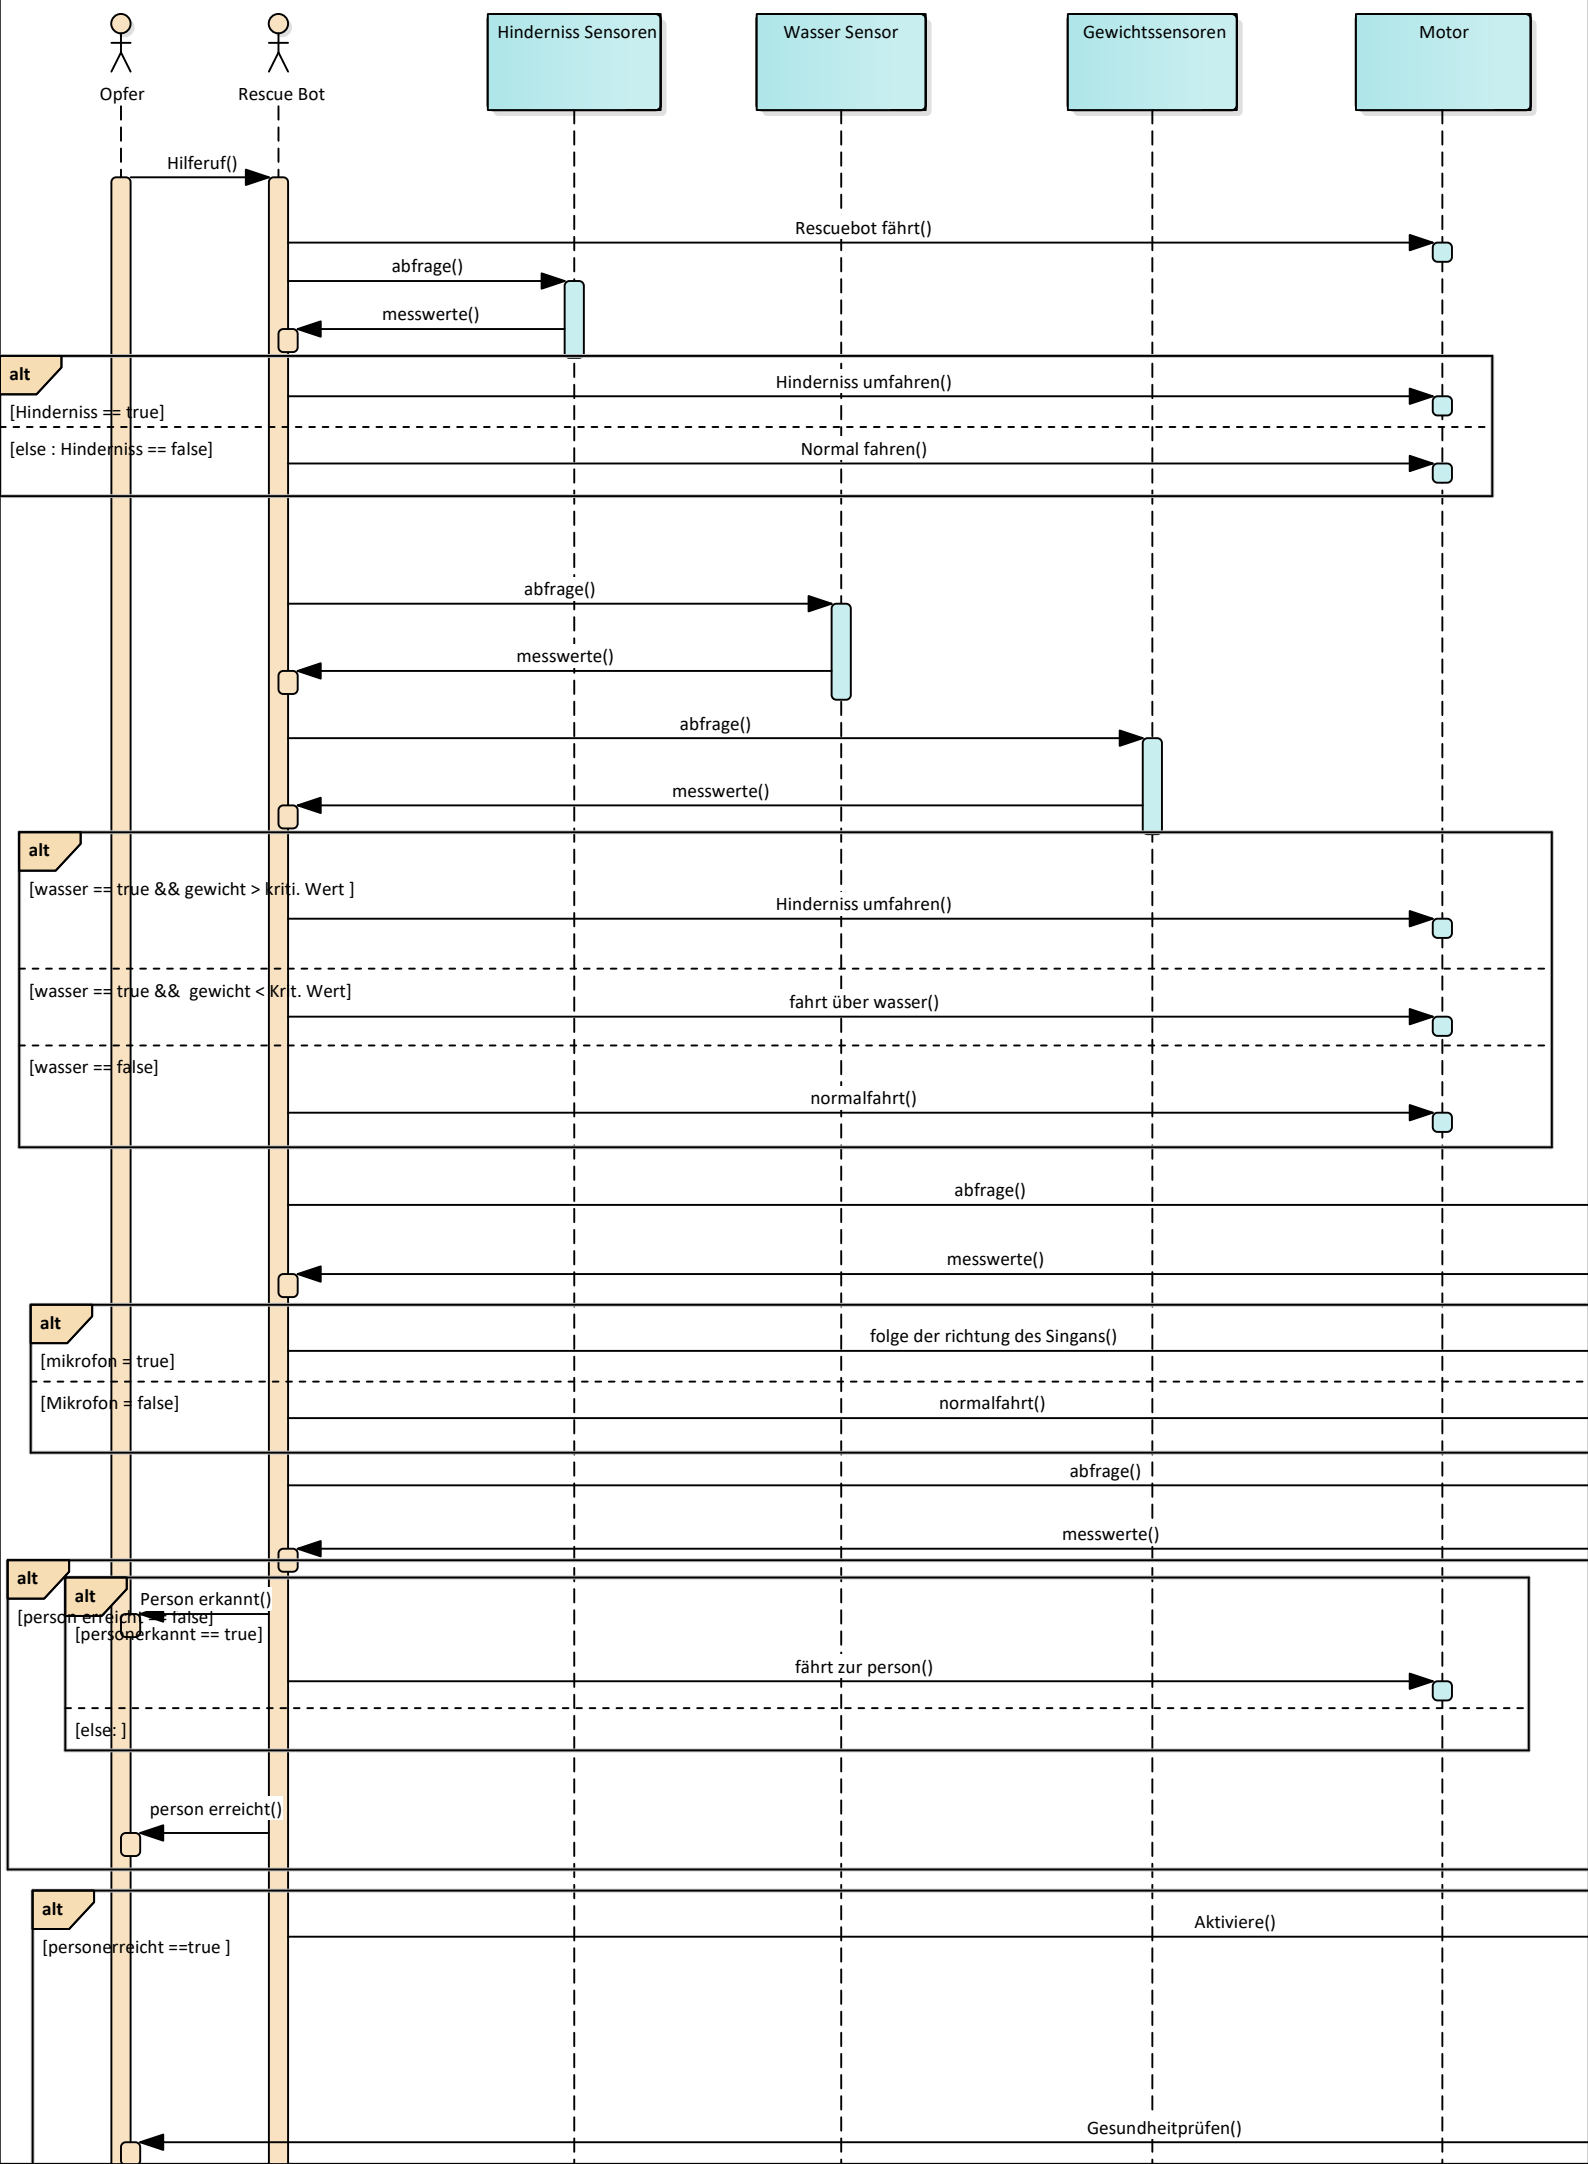 Opfer
Rescue Bot
Hinderniss Sensoren
Wasser Sensor
Gewichtssensoren
Motor
Hilferuf()
Rescuebot fährt()
abfrage()
messwerte()
alt
Hinderniss umfahren()
[Hinderniss == true]
[else : Hinderniss == false]
Normal fahren()
abfrage()
messwerte()
abfrage()
messwerte()
alt
[wasser == true && gewicht > kriti. Wert ]
Hinderniss umfahren()
[wasser == true &&  gewicht < Krit. Wert]
fahrt über wasser()
[wasser == false]
normalfahrt()
abfrage()
messwerte()
alt
folge der richtung des Singans()
[mikrofon = true]
[Mikrofon = false]
normalfahrt()
abfrage()
messwerte()
alt
alt
Person erkannt()
[person erreicht == false]
[personerkannt == true]
fährt zur person()
[else: ]
person erreicht()
alt
Aktiviere()
[personerreicht ==true ]
Gesundheitprüfen()